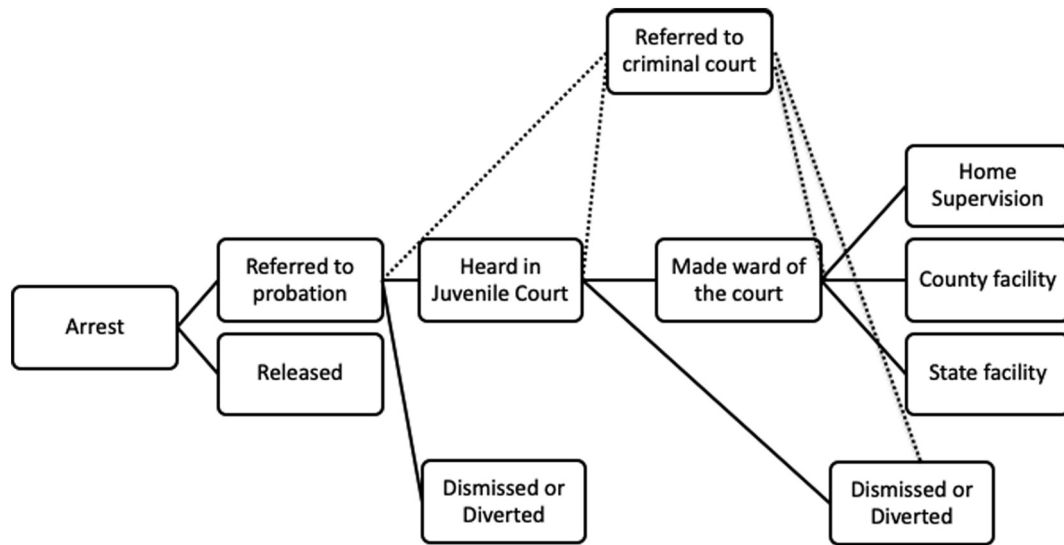 Referred to
criminal court
Home
Supervision
Referred to
probation
Heard in
Juvenile Court
Made ward of
the court
County facility
Arrest
Released
State facility
Dismissed or
Diverted
Dismissed or
Diverted